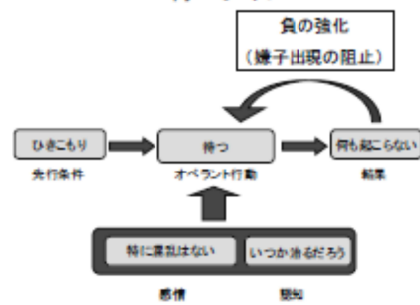 負の強化
(嫌子出現の阻止)
ひきこもり
待つ
何も起こらない
先行条件
オペラント行動
結果
特に混乱はない
いつか治るだろう
感情
認知